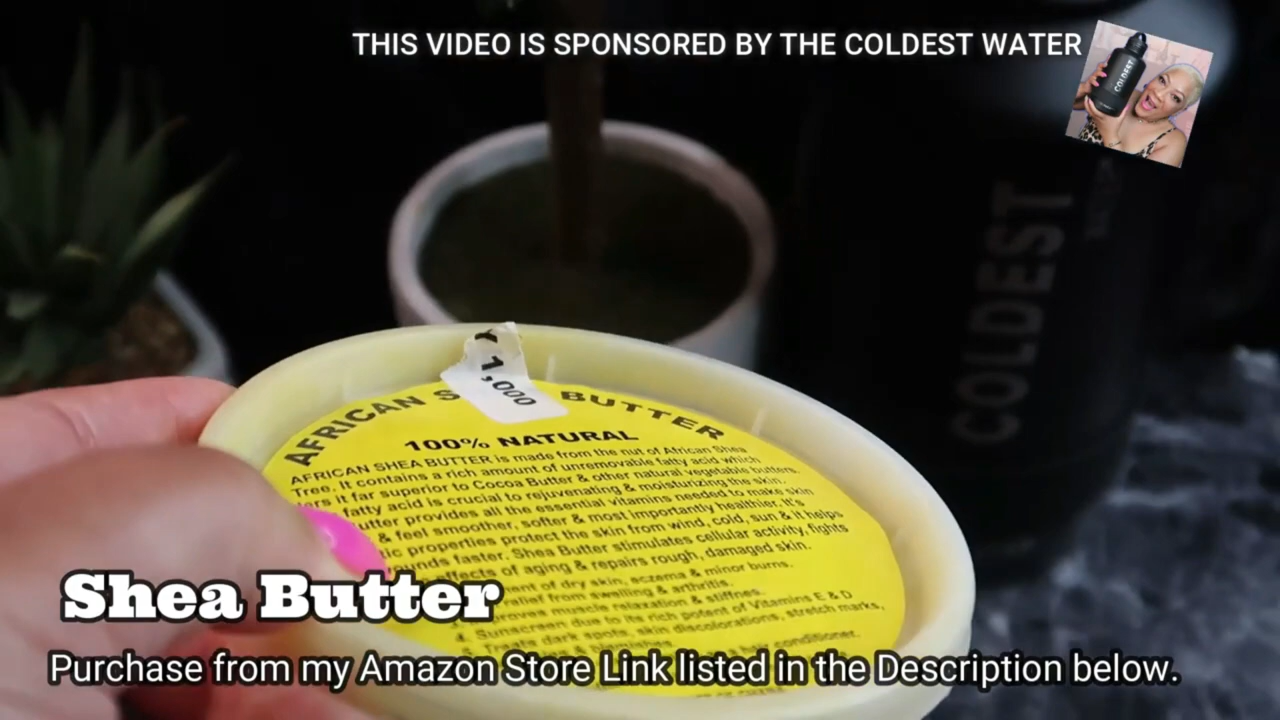 THIS VIDEO IS SPONSORED BY THE COLDEST WATER
COLDEST
COLDEST
1,000
AFRICAN S BUTTER
100% NATURAL
AFRICAN SHEA BUTTER is made from the nut of African Shea
Tree. It contains a rich amount of unremovable fatty acid which
it far superior to Cocoa Butter & other natural vegetable butters.
fatty acid is crucial to rejuvenating & moisturizing the skin.
provides all the essential vitamins needed to make skin
& feel smoother, softer & most importantly healthier. It's
properties protect the skin from wind, cold, sun & it helps
faster. Shea Butter stimulates cellular activity, fights
effects of aging & repairs rough, damaged skin.
of dry skin, eczema & minor burns.
relief from swelling & arthritis.
muscle relaxation & stiffness.
4. Sunscreen due to its rich potent of Vitamins E & D
5. dark spots, skin discolorations, stretch marks,
hair conditioner.
Shea Butter
Purchase from my Amazon Store Link listed in the Description below.